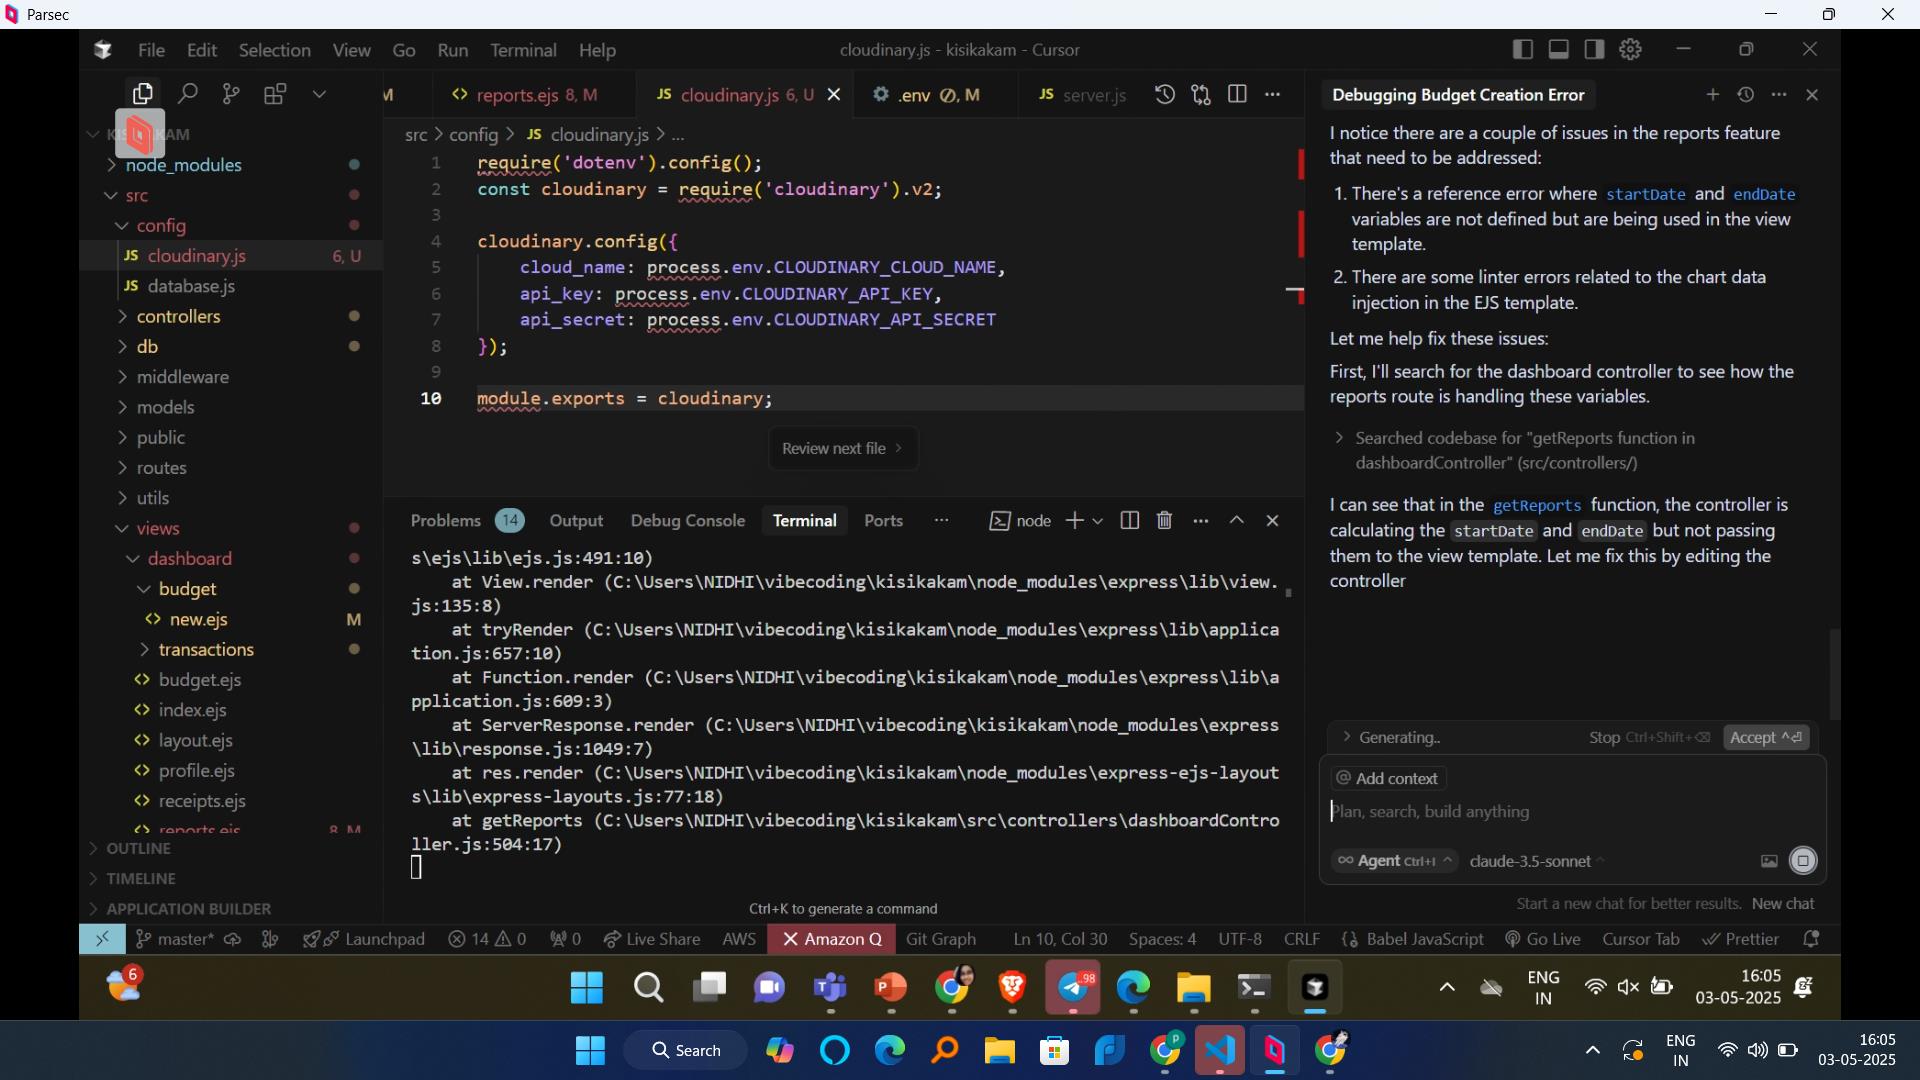 Parsec
File Edit Selection View Go Run Terminal Help
cloudinary.js - kisikakam - Cursor
M
reports.ejs 8, M
JS cloudinary.js 6, U
.env M
JS server.js
src > config > JS cloudinary.js > ...
node_modules
src
config
JS cloudinary.js 6, U
JS database.js
controllers
db
middleware
models
public
routes
utils
views
dashboard
budget
new.ejs M
transactions
budget.ejs
index.ejs
layout.ejs
profile.ejs
receipts.ejs
reports.ejs 8, M
OUTLINE
TIMELINE
APPLICATION BUILDER
1 require('dotenv').config();
2 const cloudinary = require('cloudinary').v2;
3
4 cloudinary.config({
5 cloud_name: process.env.CLOUDINARY_CLOUD_NAME,
6 api_key: process.env.CLOUDINARY_API_KEY,
7 api_secret: process.env.CLOUDINARY_API_SECRET
8 });
9
10 module.exports = cloudinary;
Review next file >
Problems 14 Output Debug Console Terminal Ports ... node
s\ejs\lib\ejs.js:491:10)
at View.render (C:\Users\NIDHI\vibecoding\kisikakam\node_modules\express\lib\view.
js:135:8)
at tryRender (C:\Users\NIDHI\vibecoding\kisikakam\node_modules\express\lib\applica
tion.js:657:10)
at Function.render (C:\Users\NIDHI\vibecoding\kisikakam\node_modules\express\lib\a
pplication.js:609:3)
at ServerResponse.render (C:\Users\NIDHI\vibecoding\kisikakam\node_modules\express
\lib\response.js:1049:7)
at res.render (C:\Users\NIDHI\vibecoding\kisikakam\node_modules\express-ejs-layout
s\lib\express-layouts.js:77:18)
at getReports (C:\Users\NIDHI\vibecoding\kisikakam\src\controllers\dashboardContro
ller.js:504:17)
Ctrl+K to generate a command
Debugging Budget Creation Error
I notice there are a couple of issues in the reports feature
that need to be addressed:
1. There's a reference error where startDate and endDate
variables are not defined but are being used in the view
template.
2. There are some linter errors related to the chart data
injection in the EJS template.
Let me help fix these issues:
First, I'll search for the dashboard controller to see how the
reports route is handling these variables.
> Searched codebase for "getReports function in
dashboardController" (src/controllers/)
I can see that in the getReports function, the controller is
calculating the startDate and endDate but not passing
them to the view template. Let me fix this by editing the
controller
> Generating.. Stop Ctrl+Shift+⌫ Accept ^⏎
@ Add context
Plan, search, build anything
∞ Agent Ctrl+I ^ claude-3.5-sonnet ^
Start a new chat for better results. New chat
master* Launchpad 14 0 0 Live Share AWS X Amazon Q Git Graph Ln 10, Col 30 Spaces: 4 UTF-8 CRLF Babel JavaScript Go Live Cursor Tab Prettier
6
98
ENG
IN
16:05
03-05-2025
Search
P
ENG
IN
16:05
03-05-2025